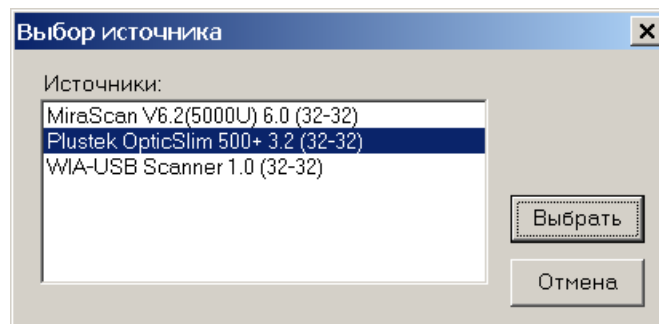 Выбор источника
Источники:
MiraScan V6.2(5000U) 6.0 (32-32)
Plustek OpticSlim 500+ 3.2 (32-32)
WIA-USB Scanner 1.0 (32-32)
Выбрать
Отмена